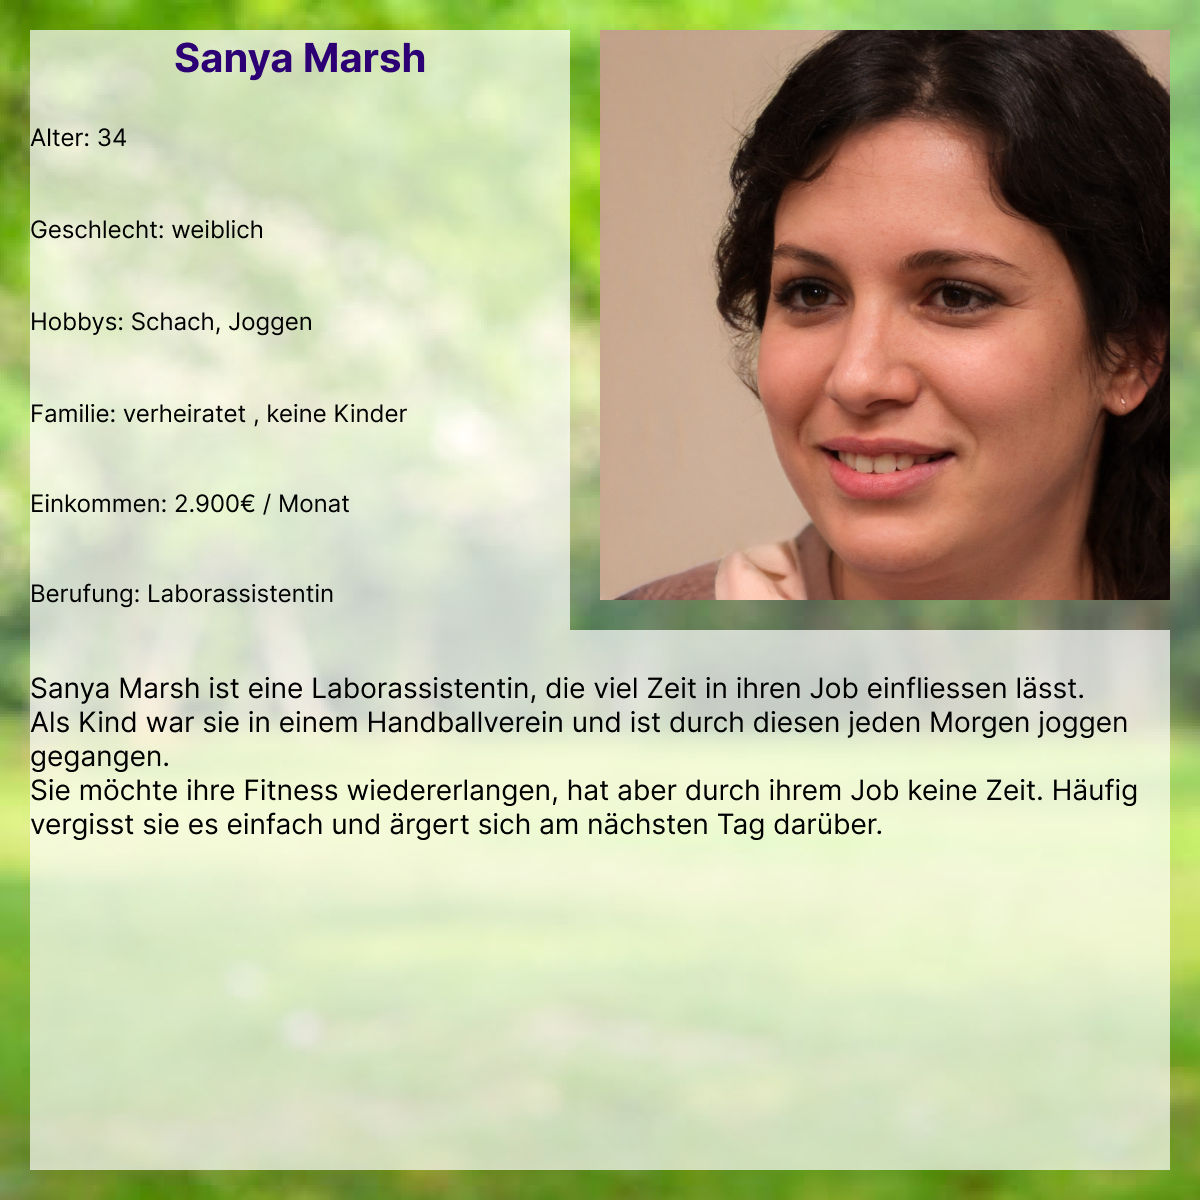 Sanya Marsh
Alter: 34
Geschlecht: weiblich
Hobbys: Schach, Joggen
Familie: verheiratet , keine Kinder
Einkommen: 2.900€ / Monat
Berufung: Laborassistentin
Sanya Marsh ist eine Laborassistentin, die viel Zeit in ihren Job einfliessen lässt.
Als Kind war sie in einem Handballverein und ist durch diesen jeden Morgen joggen
gegangen.
Sie möchte ihre Fitness wiedererlangen, hat aber durch ihrem Job keine Zeit. Häufig
vergisst sie es einfach und ärgert sich am nächsten Tag darüber.